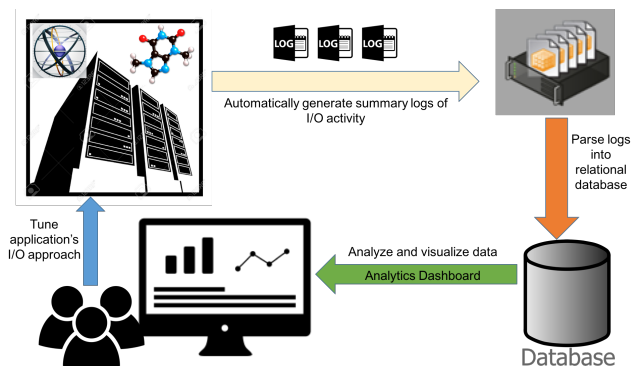 LOG LOG LOG
Automatically generate summary logs of
I/O activity
Parse logs
into
relational
database
Tune
application's
I/O approach
Analyze and visualize data
Analytics Dashboard
Database